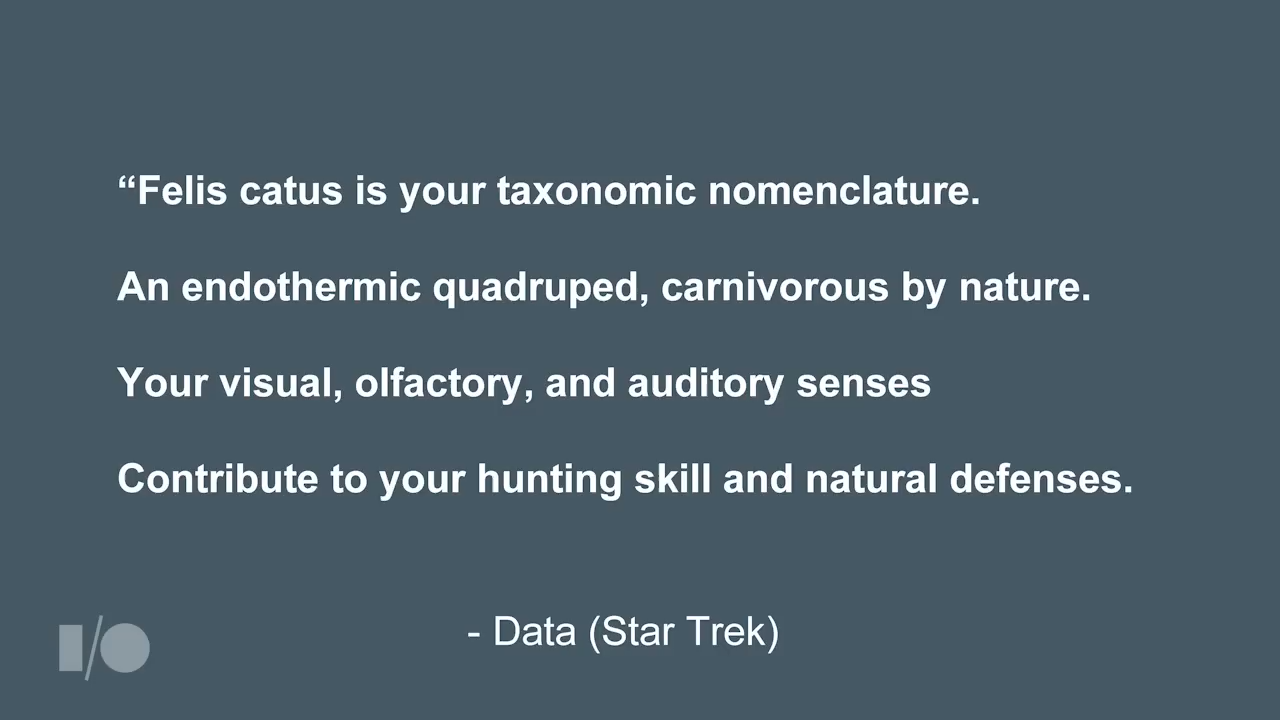 “Felis catus is your taxonomic nomenclature.
An endothermic quadruped, carnivorous by nature.
Your visual, olfactory, and auditory senses
Contribute to your hunting skill and natural defenses.
- Data (Star Trek)
I/O